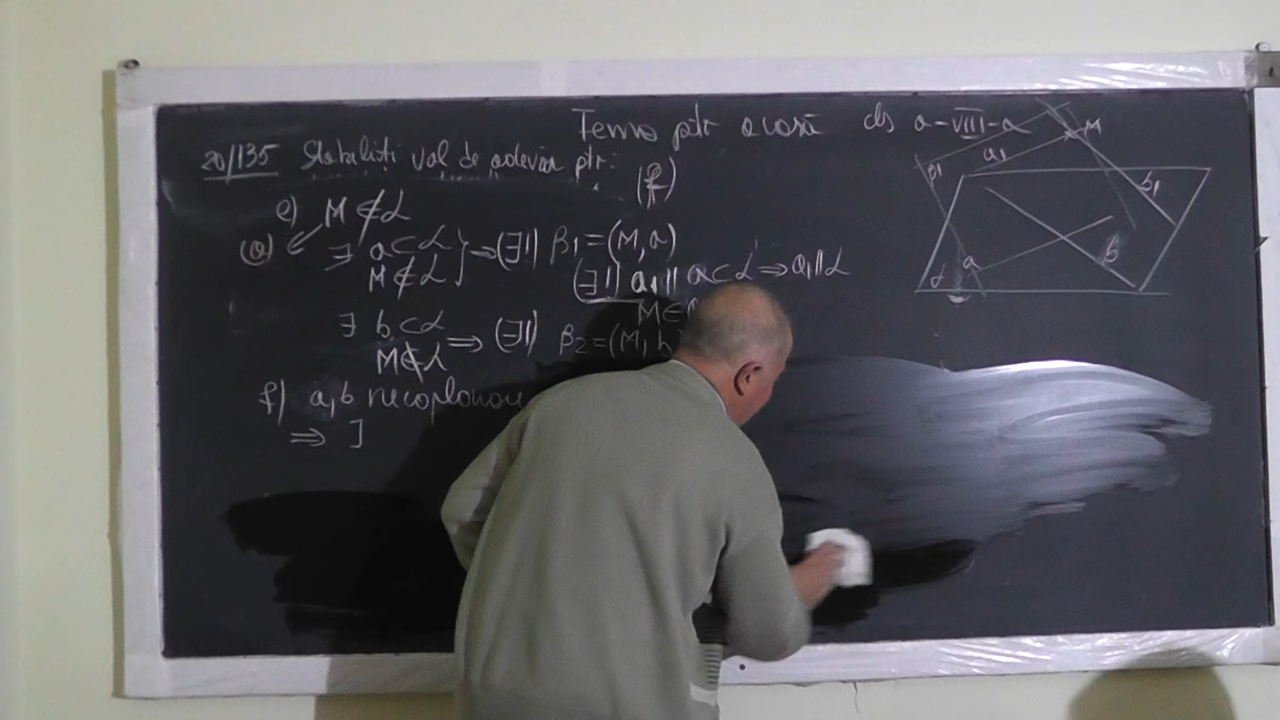 Tema ptr acasă cls a-VIII-a
20/135 Stabiliți val de adevăr ptr:
(f)
e) M ∉ α
(a) ∃ a ⊂ α
M ∉ α } ⇒ (∃!) β₁ = (M, a)
(∃!) a₁ ∥ a ⊂ α ⇒ a₁ ∥ α
M ∈
∃ b ⊂ α
M ∉ α ⇒ (∃!) β₂ = (M, b
f) a, b necoplanare
⇒ ∃
M
a₁
β₁
b₁
b
a
α